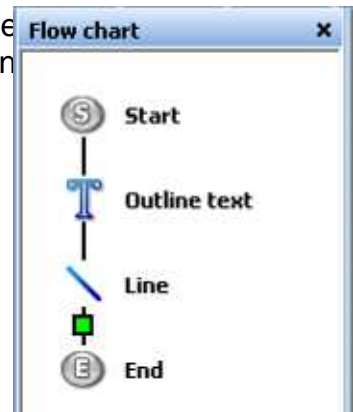 e
Flow chart
n
S Start
Outline text
Line
E End